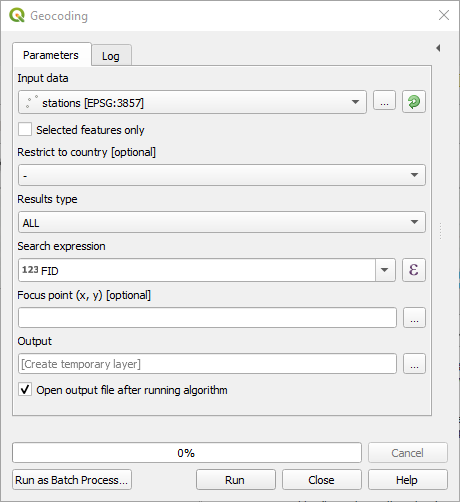 Geocoding
Parameters
Log
Input data
stations [EPSG:3857]
...
Selected features only
Restrict to country [optional]
-
Results type
ALL
Search expression
123 FID
ε
Focus point (x, y) [optional]
...
Output
[Create temporary layer]
...
Open output file after running algorithm
0%
Cancel
Run as Batch Process...
Run
Close
Help